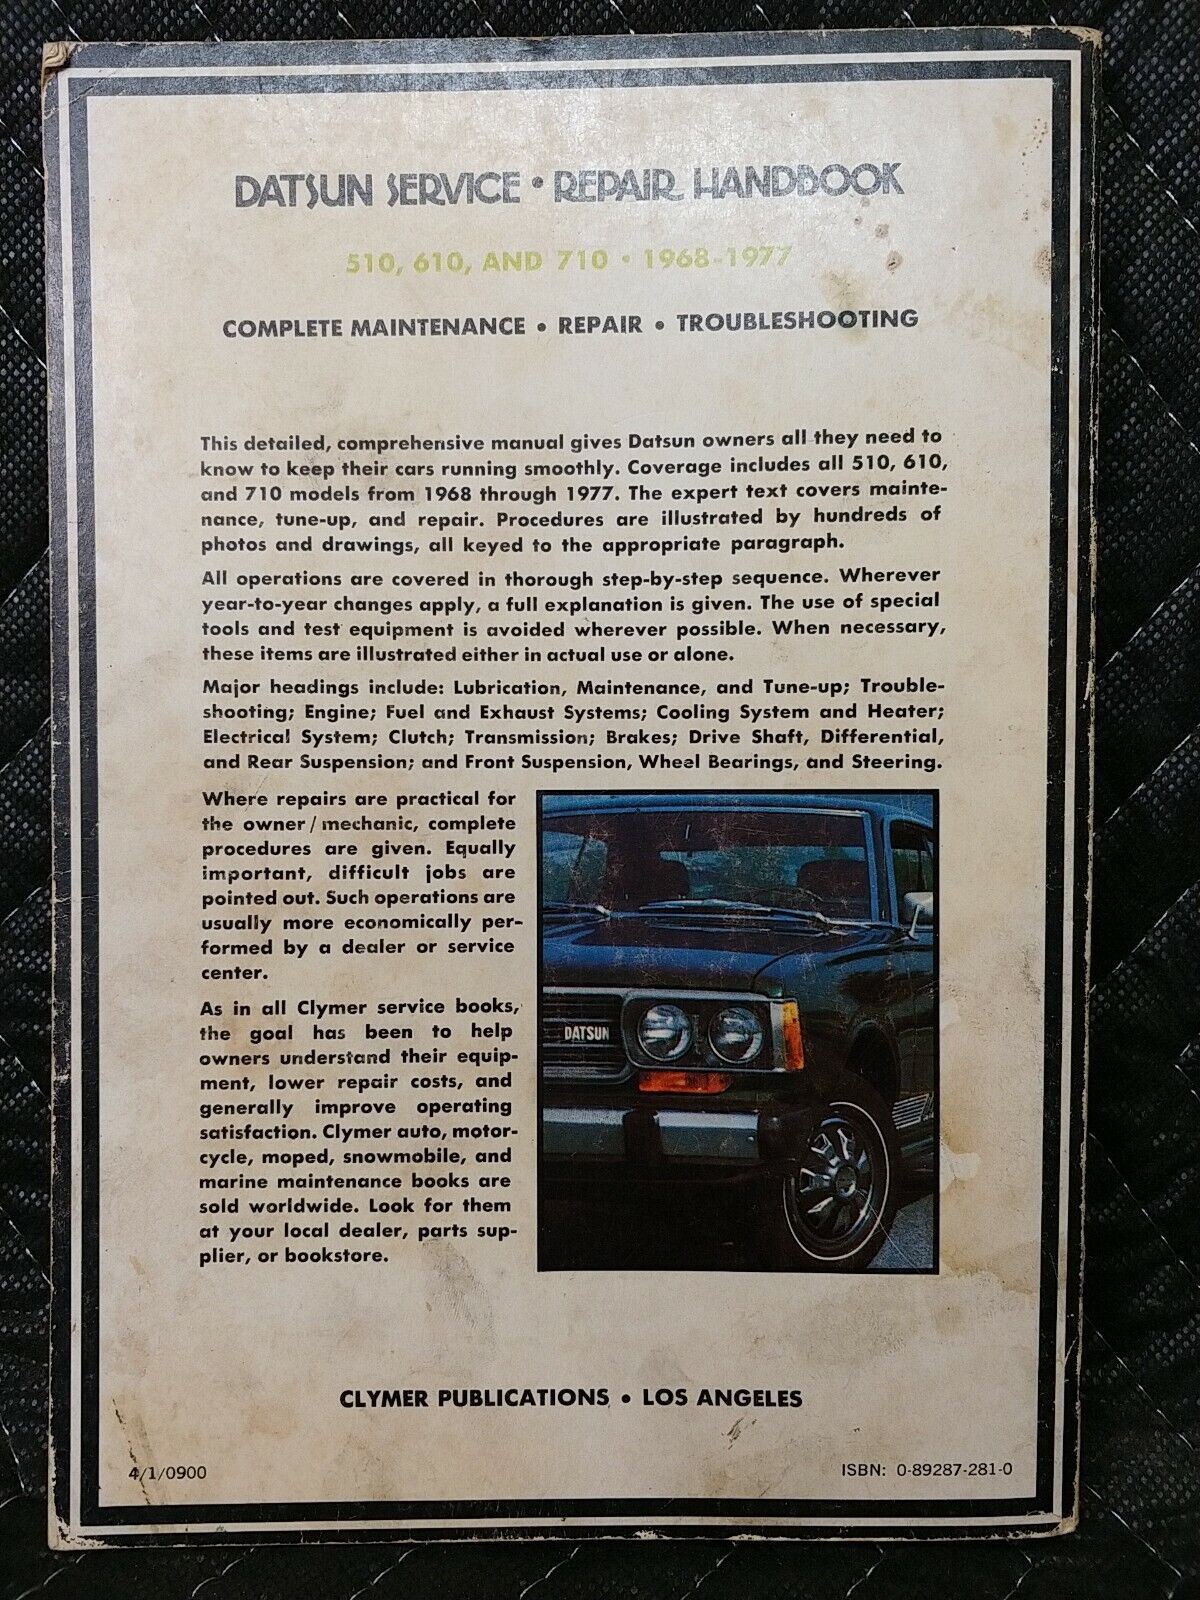 DATSUN SERVICE • REPAIR HANDBOOK
510, 610, AND 710 • 1968-1977
COMPLETE MAINTENANCE • REPAIR • TROUBLESHOOTING
This detailed, comprehensive manual gives Datsun owners all they need to
know to keep their cars running smoothly. Coverage includes all 510, 610,
and 710 models from 1968 through 1977. The expert text covers mainte-
nance, tune-up, and repair. Procedures are illustrated by hundreds of
photos and drawings, all keyed to the appropriate paragraph.
All operations are covered in thorough step-by-step sequence. Wherever
year-to-year changes apply, a full explanation is given. The use of special
tools and test equipment is avoided wherever possible. When necessary,
these items are illustrated either in actual use or alone.
Major headings include: Lubrication, Maintenance, and Tune-up; Trouble-
shooting; Engine; Fuel and Exhaust Systems; Cooling System and Heater;
Electrical System; Clutch; Transmission; Brakes; Drive Shaft, Differential,
and Rear Suspension; and Front Suspension, Wheel Bearings, and Steering.
Where repairs are practical for
the owner/mechanic, complete
procedures are given. Equally
important, difficult jobs are
pointed out. Such operations are
usually more economically per-
formed by a dealer or service
center.
As in all Clymer service books,
the goal has been to help
owners understand their equip-
ment, lower repair costs, and
generally improve operating
satisfaction. Clymer auto, motor-
cycle, moped, snowmobile, and
marine maintenance books are
sold worldwide. Look for them
at your local dealer, parts sup-
plier, or bookstore.
DATSUN
CLYMER PUBLICATIONS • LOS ANGELES
4/1/0900
ISBN: 0-89287-281-0